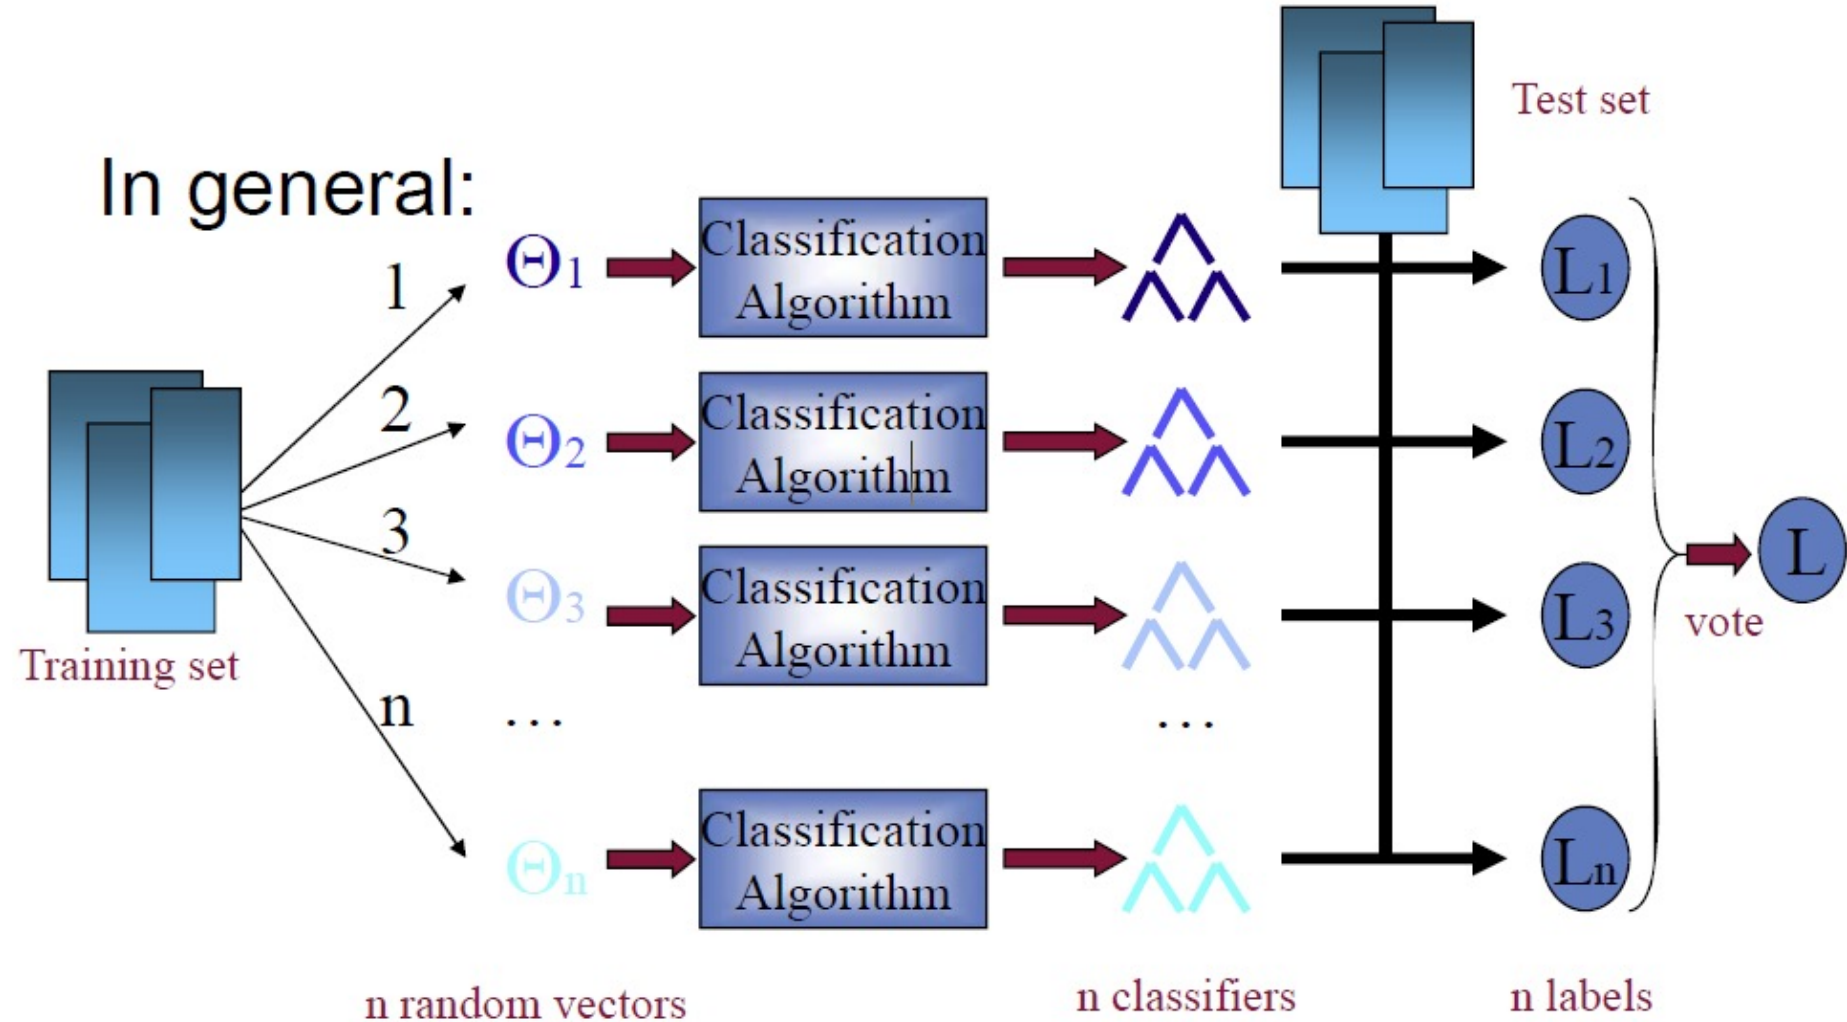 Test set
In general:
1
Θ1
Classification
Algorithm
L1
2
Θ2
Classification
Algorithm
L2
3
Θ3
Classification
Algorithm
L3
L
vote
Training set
n
...
...
Θn
Classification
Algorithm
Ln
n random vectors
n classifiers
n labels